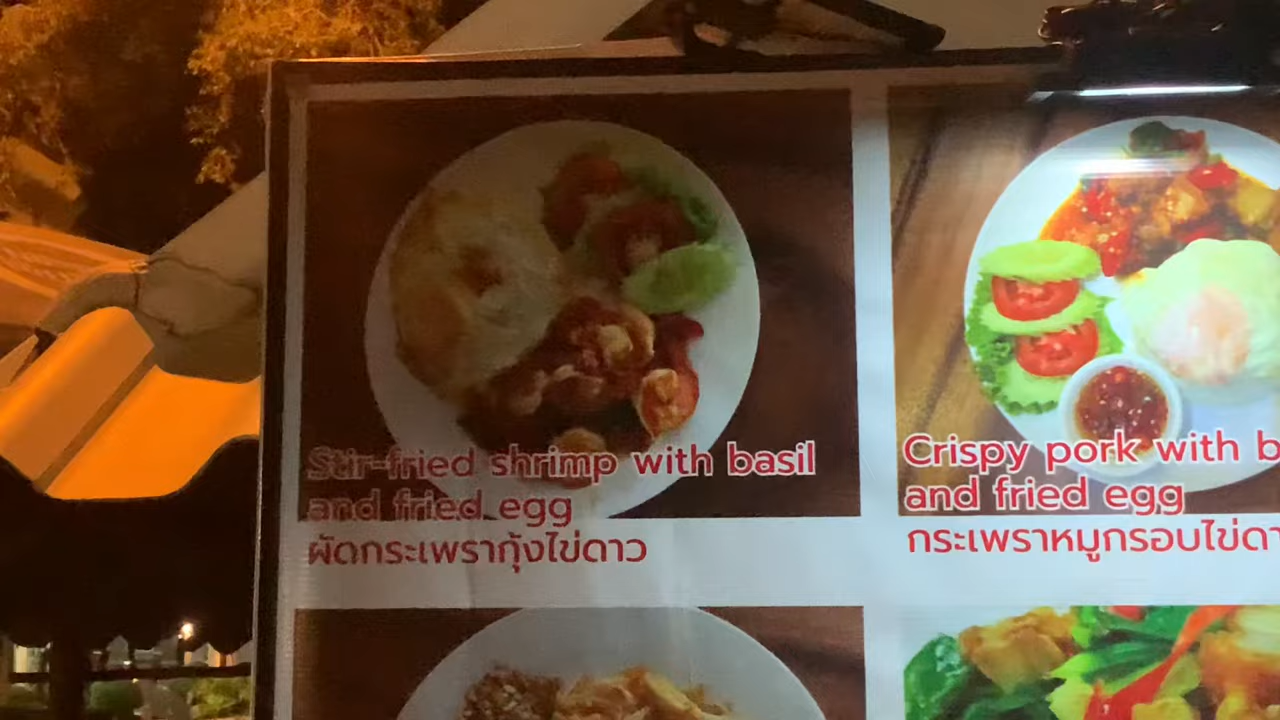 Stir-fried shrimp with basil
and fried egg
ผัดกระเพรากุ้งไข่ดาว
Crispy pork with b
and fried egg
กระเพราหมูกรอบไข่ดา